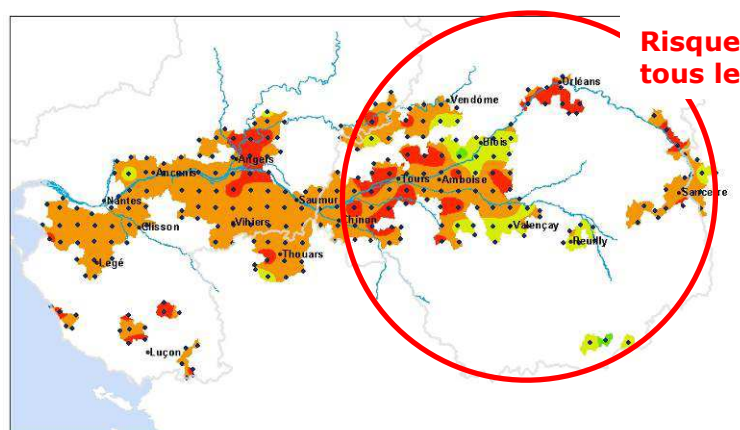 Risque
tous le
Orléans
Vendôme
Blois
Angers
Ancenis
Tours Amboise
Sancerre
Nantes
Saumur
Chinon
Clisson
Vihiers
Valençay
Reuilly
Thouars
Legé
Luçon